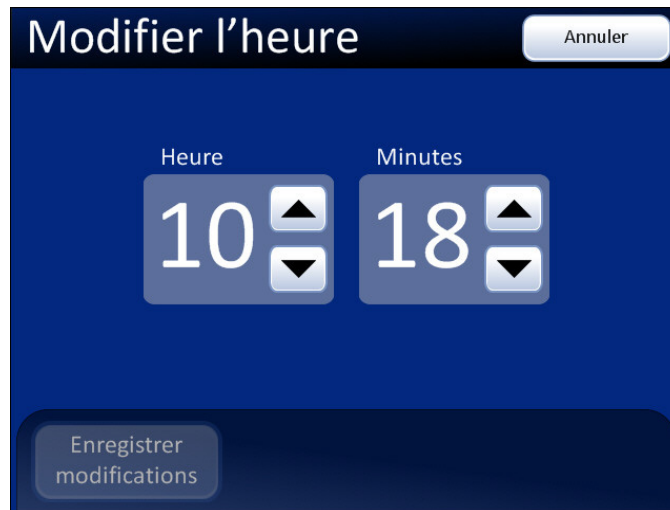 Modifier l’heure
Annuler
Heure
Minutes
10
18
Enregistrer
modifications